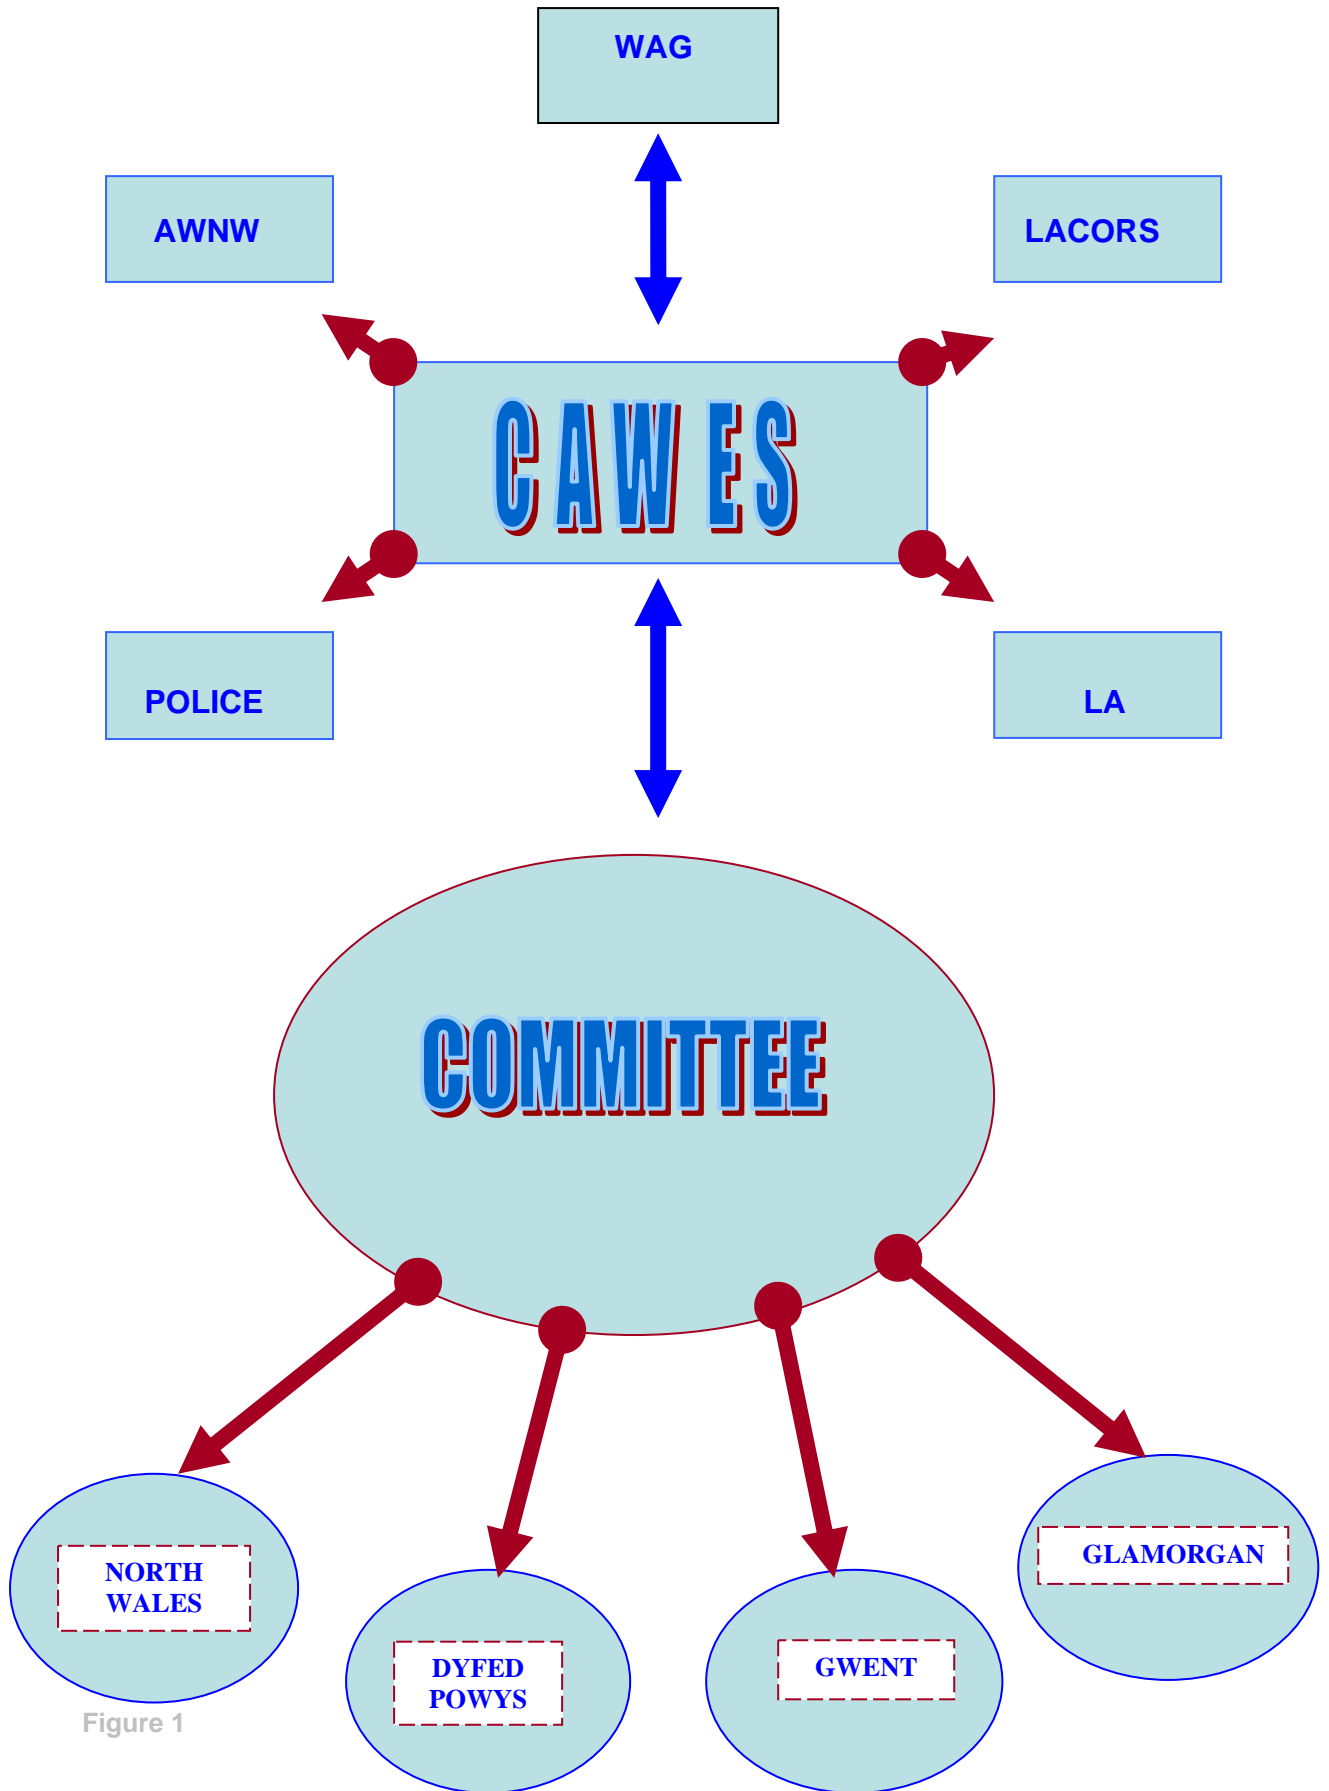 WAG
AWNW
LACORS
CAWES
POLICE
LA
COMMITTEE
NORTH
WALES
DYFED
POWYS
GWENT
GLAMORGAN
Figure 1